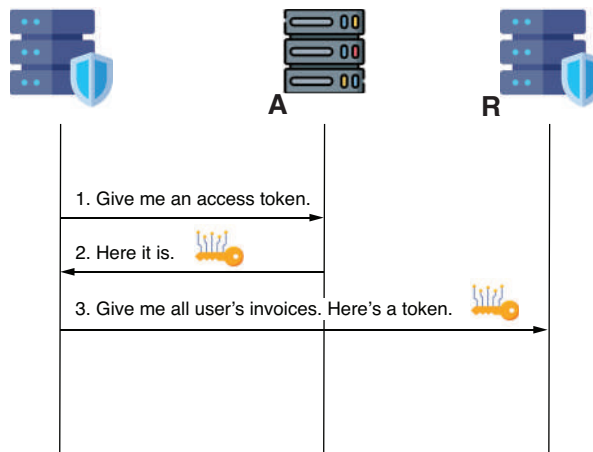 A
R
1. Give me an access token.
2. Here it is.
3. Give me all user's invoices. Here's a token.